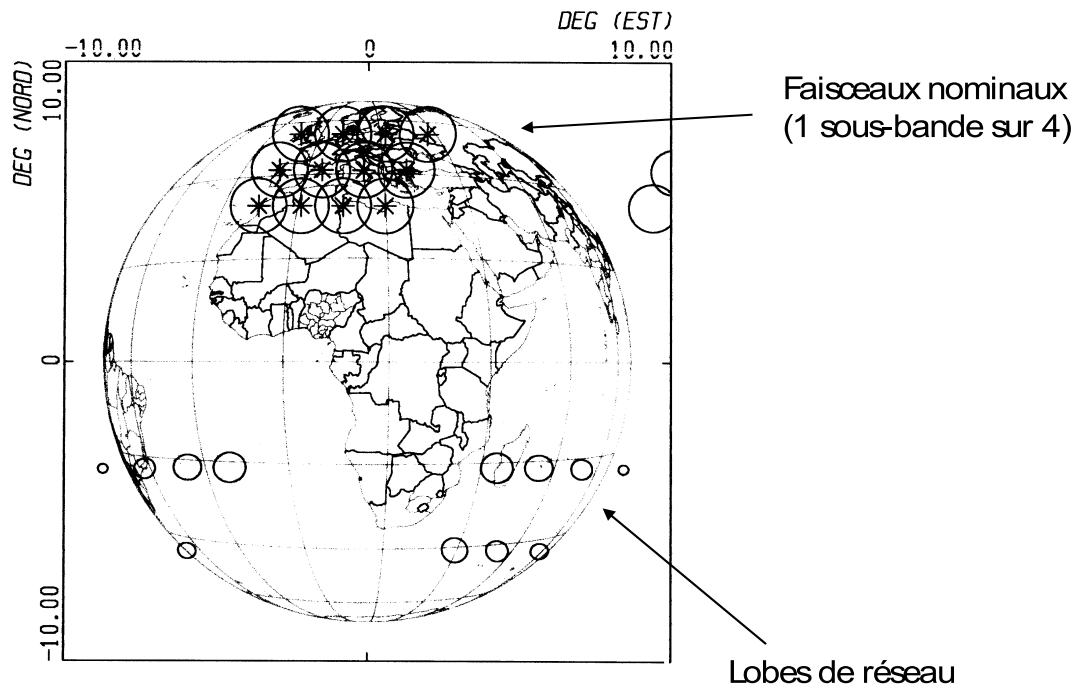 DEG (EST)
-10.00 0 10.00
DEG (NORD)
10.00
0
-10.00
Faisceaux nominaux
(1 sous-bande sur 4)
Lobes de réseau